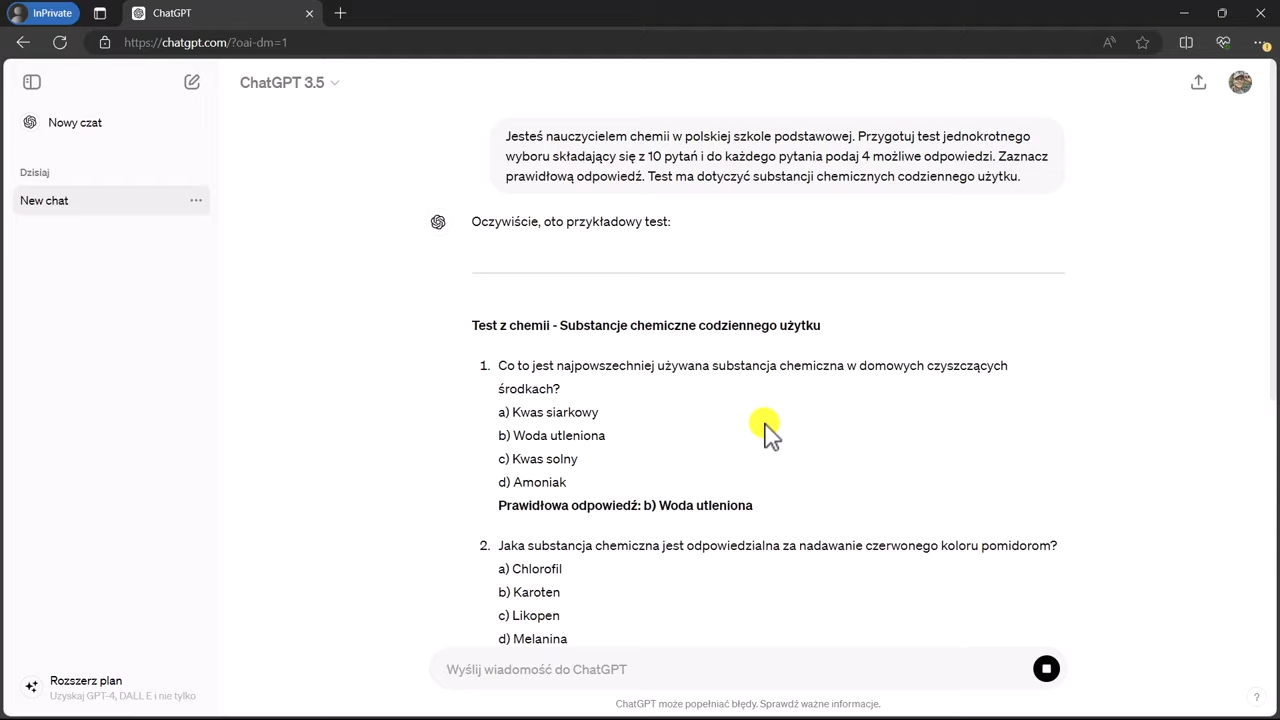 InPrivate
ChatGPT
https://chatgpt.com/?oai-dm=1
ChatGPT 3.5
Nowy czat
Dzisiaj
New chat
Jesteś nauczycielem chemii w polskiej szkole podstawowej. Przygotuj test jednokrotnego
wyboru składający się z 10 pytań i do każdego pytania podaj 4 możliwe odpowiedzi. Zaznacz
prawidłową odpowiedź. Test ma dotyczyć substancji chemicznych codziennego użytku.
Oczywiście, oto przykładowy test:
Test z chemii - Substancje chemiczne codziennego użytku
1. Co to jest najpowszechniej używana substancja chemiczna w domowych czyszczących
środkach?
a) Kwas siarkowy
b) Woda utleniona
c) Kwas solny
d) Amoniak
Prawidłowa odpowiedź: b) Woda utleniona
2. Jaka substancja chemiczna jest odpowiedzialna za nadawanie czerwonego koloru pomidorom?
a) Chlorofil
b) Karoten
c) Likopen
d) Melanina
Wyślij wiadomość do ChatGPT
Rozszerz plan
Uzyskaj GPT-4, DALL E i nie tylko
ChatGPT może popełniać błędy. Sprawdź ważne informacje.
?